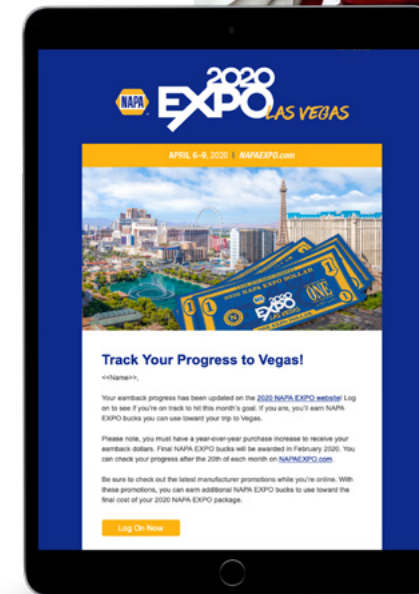 2020
NAPA EXPO
LAS VEGAS
APRIL 6–9, 2020 | NAPAEXPO.com
2020 NAPA EXPO DOLLAR
1
ONE
NAPA
2020
EXPO
LAS VEGAS
Track Your Progress to Vegas!
<<Name>>,
Your earnback progress has been updated on the 2020 NAPA EXPO website! Log
on to see if you're on track to hit this month's goal. If you are, you'll earn NAPA
EXPO bucks you can use toward your trip to Vegas.
Please note, you must have a year-over-year purchase increase to receive your
earnback dollars. Final NAPA EXPO bucks will be awarded in February 2020. You
can check your progress after the 20th of each month on NAPAEXPO.com.
Be sure to check out the latest manufacturer promotions while you're online. With
these promotions, you can earn additional NAPA EXPO bucks to use toward the
final cost of your 2020 NAPA EXPO package.
Log On Now